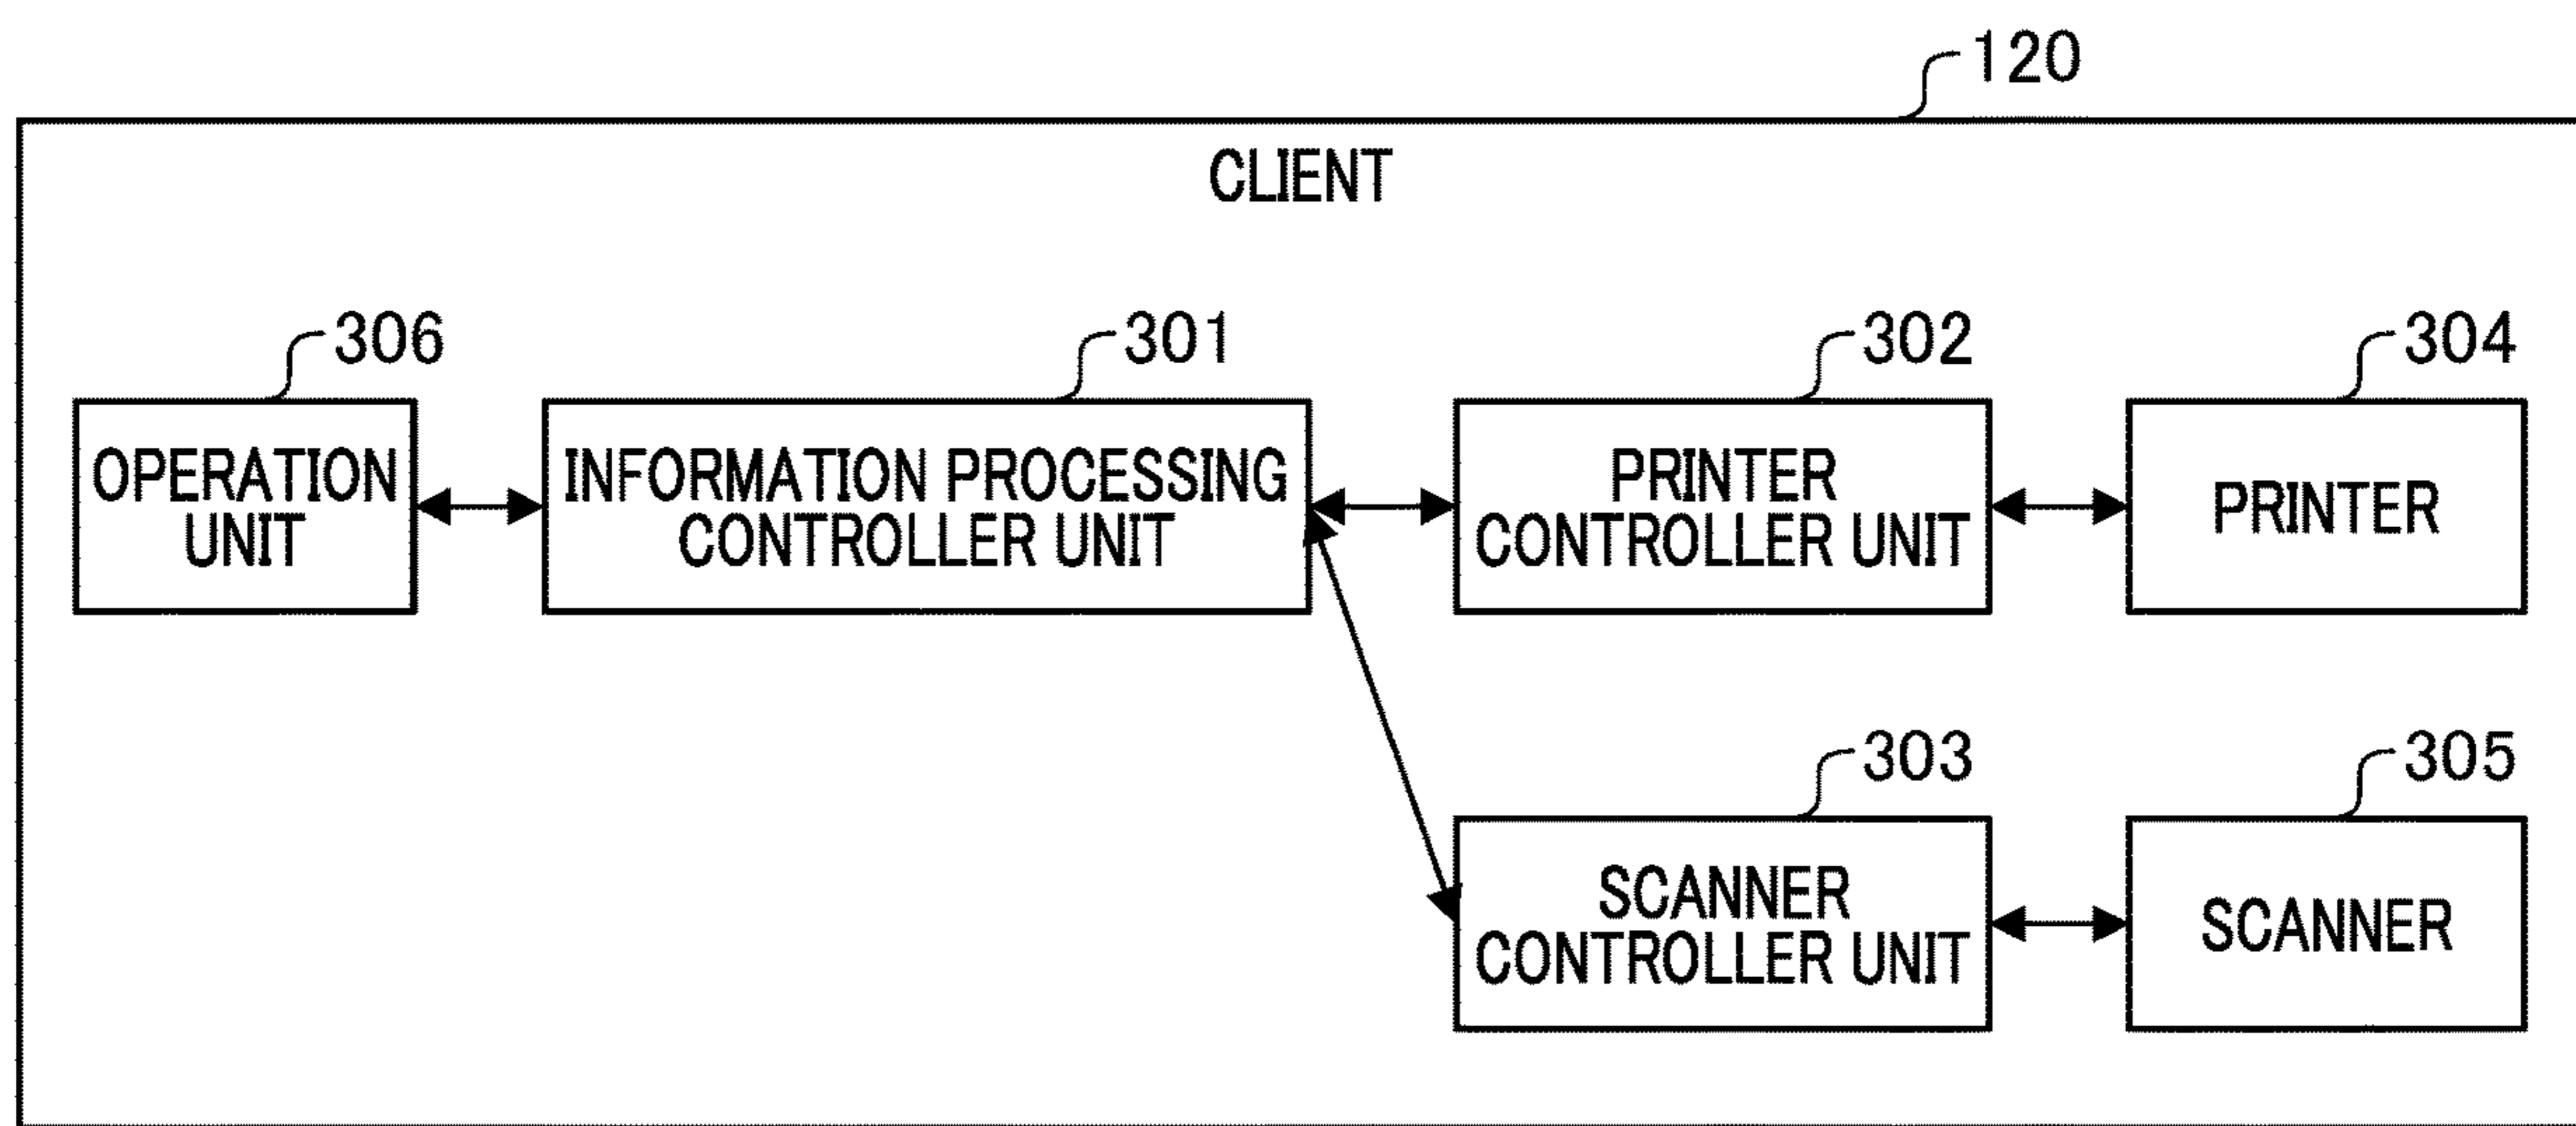 120
CLIENT
306
301
302
304
OPERATION
UNIT
INFORMATION PROCESSING
CONTROLLER UNIT
PRINTER
CONTROLLER UNIT
PRINTER
303
305
SCANNER
CONTROLLER UNIT
SCANNER